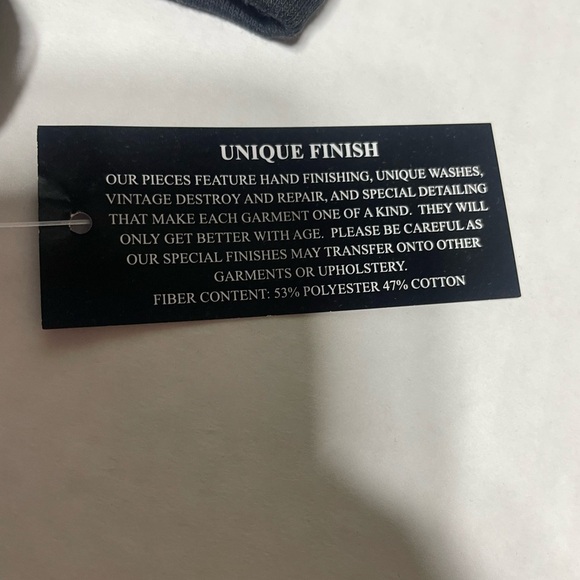 UNIQUE FINISH
OUR PIECES FEATURE HAND FINISHING, UNIQUE WASHES,
VINTAGE DESTROY AND REPAIR, AND SPECIAL DETAILING
THAT MAKE EACH GARMENT ONE OF A KIND. THEY WILL
ONLY GET BETTER WITH AGE. PLEASE BE CAREFUL AS
OUR SPECIAL FINISHES MAY TRANSFER ONTO OTHER
GARMENTS OR UPHOLSTERY.
FIBER CONTENT: 53% POLYESTER 47% COTTON